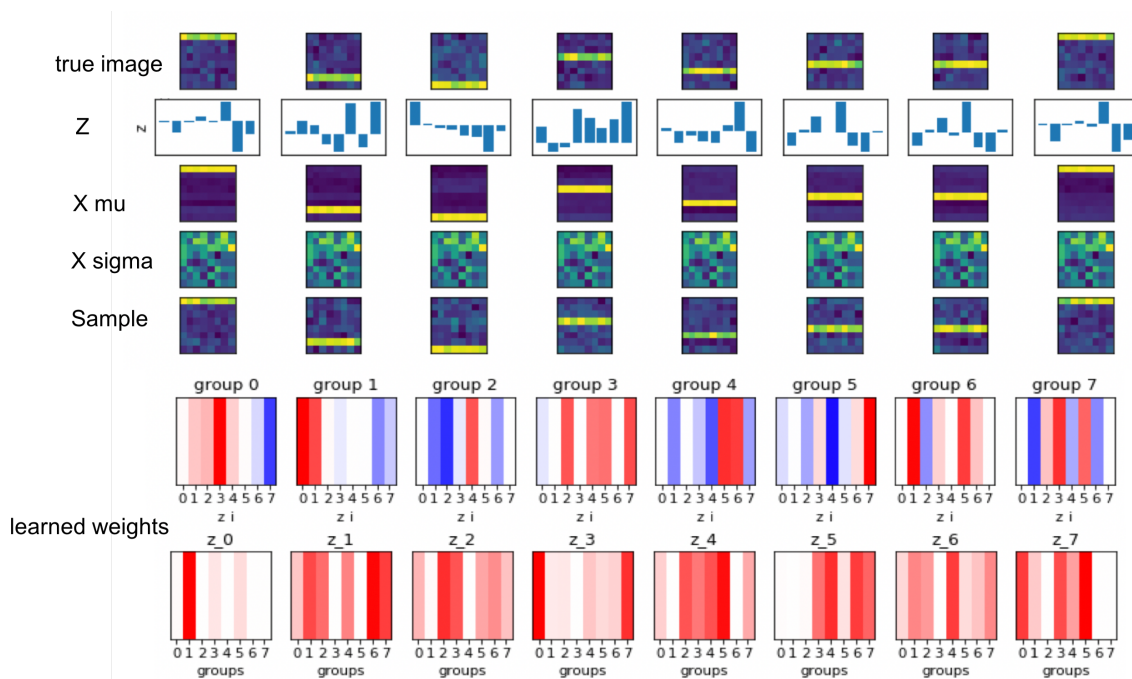 true image
Z
z
X mu
X sigma
Sample
group 0 group 1 group 2 group 3 group 4 group 5 group 6 group 7
0 1 2 3 4 5 6 7 0 1 2 3 4 5 6 7 0 1 2 3 4 5 6 7 0 1 2 3 4 5 6 7 0 1 2 3 4 5 6 7 0 1 2 3 4 5 6 7 0 1 2 3 4 5 6 7 0 1 2 3 4 5 6 7
z i z i z i z i z i z i z i z i
learned weights
z_0 z_1 z_2 z_3 z_4 z_5 z_6 z_7
0 1 2 3 4 5 6 7 0 1 2 3 4 5 6 7 0 1 2 3 4 5 6 7 0 1 2 3 4 5 6 7 0 1 2 3 4 5 6 7 0 1 2 3 4 5 6 7 0 1 2 3 4 5 6 7 0 1 2 3 4 5 6 7
groups groups groups groups groups groups groups groups